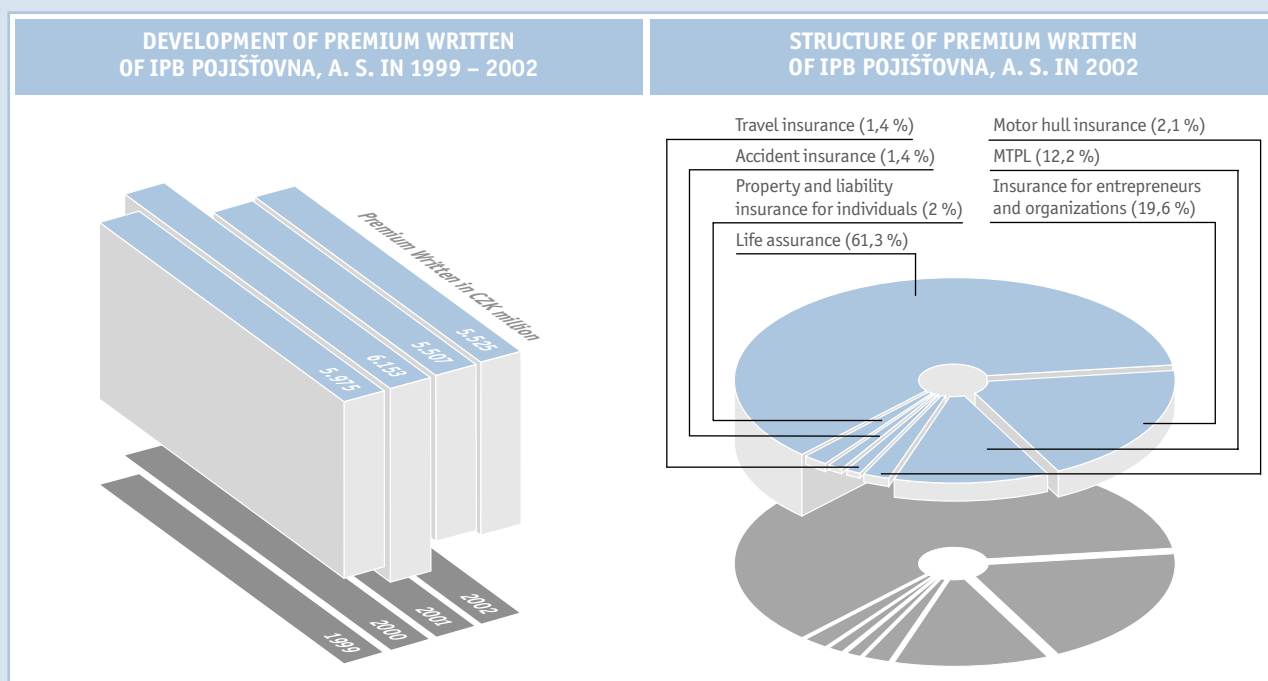 DEVELOPMENT OF PREMIUM WRITTEN
OF IPB POJIŠŤOVNA, A. S. IN 1999 – 2002
Premium Written in CZK million
5.975
6.153
5.507
5.525
1999
2000
2001
2002
STRUCTURE OF PREMIUM WRITTEN
OF IPB POJIŠŤOVNA, A. S. IN 2002
Travel insurance (1,4 %)
Accident insurance (1,4 %)
Property and liability
insurance for individuals (2 %)
Life assurance (61,3 %)
Motor hull insurance (2,1 %)
MTPL (12,2 %)
Insurance for entrepreneurs
and organizations (19,6 %)